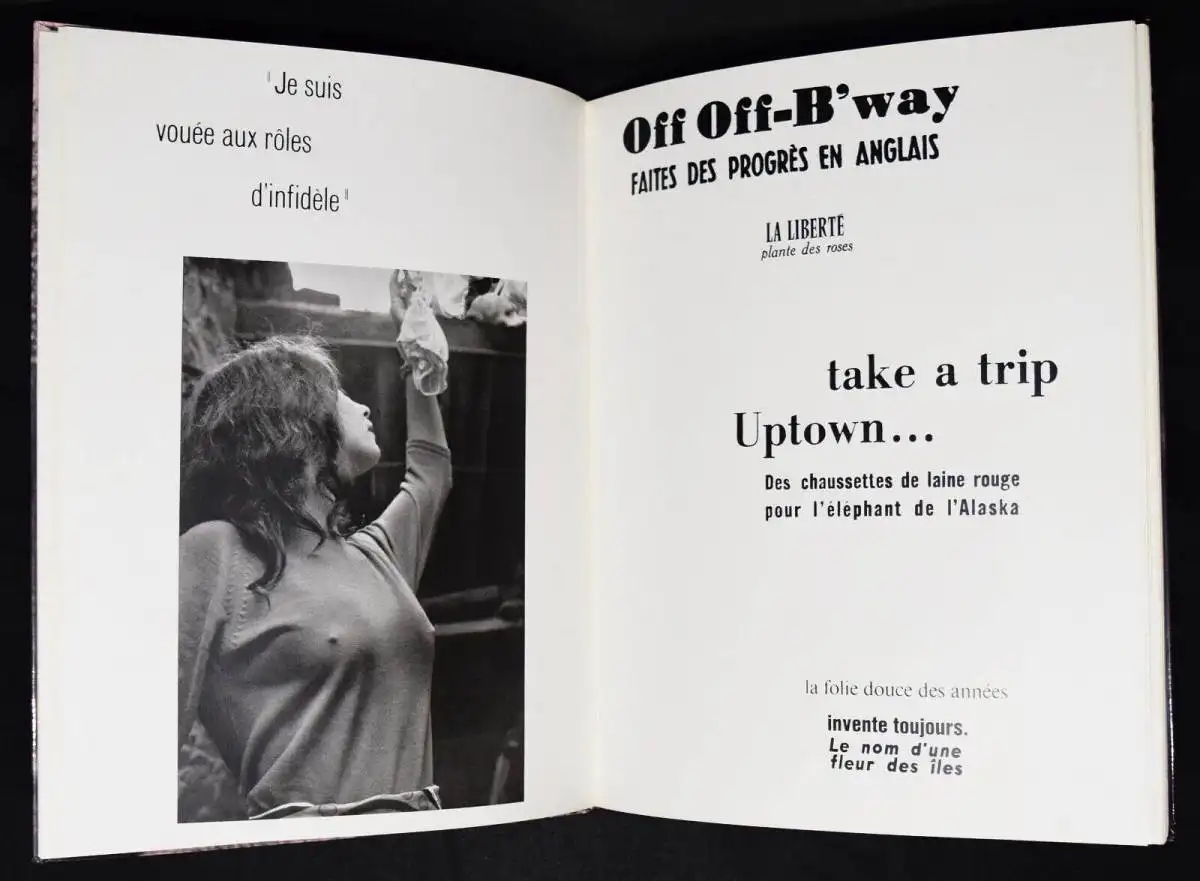 "Je suis
vouée aux rôles
d'infidèle"
Off Off-B'way
FAITES DES PROGRÈS EN ANGLAIS
LA LIBERTÉ
plante des roses
take a trip
Uptown...
Des chaussettes de laine rouge
pour l'éléphant de l'Alaska
la folie douce des années
invente toujours.
Le nom d'une
fleur des îles